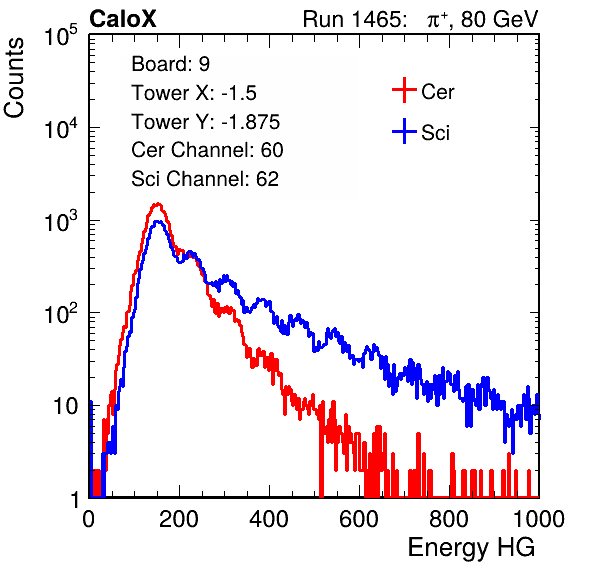 CaloX Run 1465: π⁺, 80 GeV
Counts
Board: 9
Tower X: -1.5
Tower Y: -1.875
Cer Channel: 60
Sci Channel: 62
Cer
Sci
10⁵
10⁴
10³
10²
10
1
0 200 400 600 800 1000
Energy HG